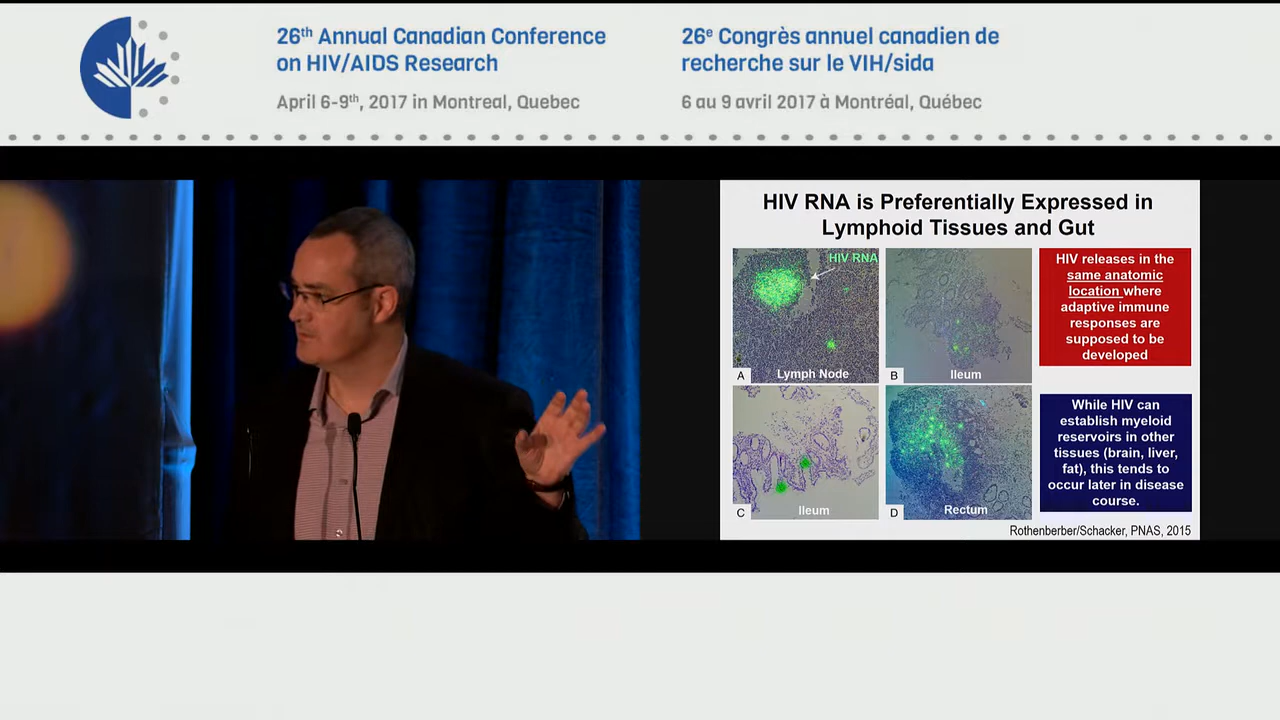 26th Annual Canadian Conference
on HIV/AIDS Research
April 6-9th, 2017 in Montreal, Quebec
26e Congrès annuel canadien de
recherche sur le VIH/sida
6 au 9 avril 2017 à Montréal, Québec
HIV RNA is Preferentially Expressed in
Lymphoid Tissues and Gut
HIV RNA
A
Lymph Node
B
Ileum
C
Ileum
D
Rectum
HIV releases in the
same anatomic
location where
adaptive immune
responses are
supposed to be
developed
While HIV can
establish myeloid
reservoirs in other
tissues (brain, liver,
fat), this tends to
occur later in disease
course.
Rothenberber/Schacker, PNAS, 2015